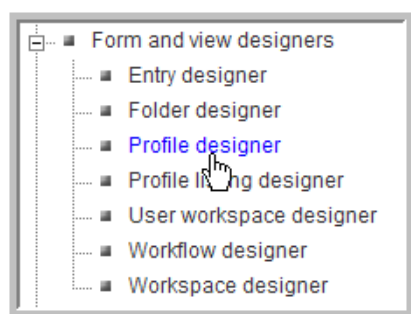 Form and view designers
Entry designer
Folder designer
Profile designer
Profile listing designer
User workspace designer
Workflow designer
Workspace designer